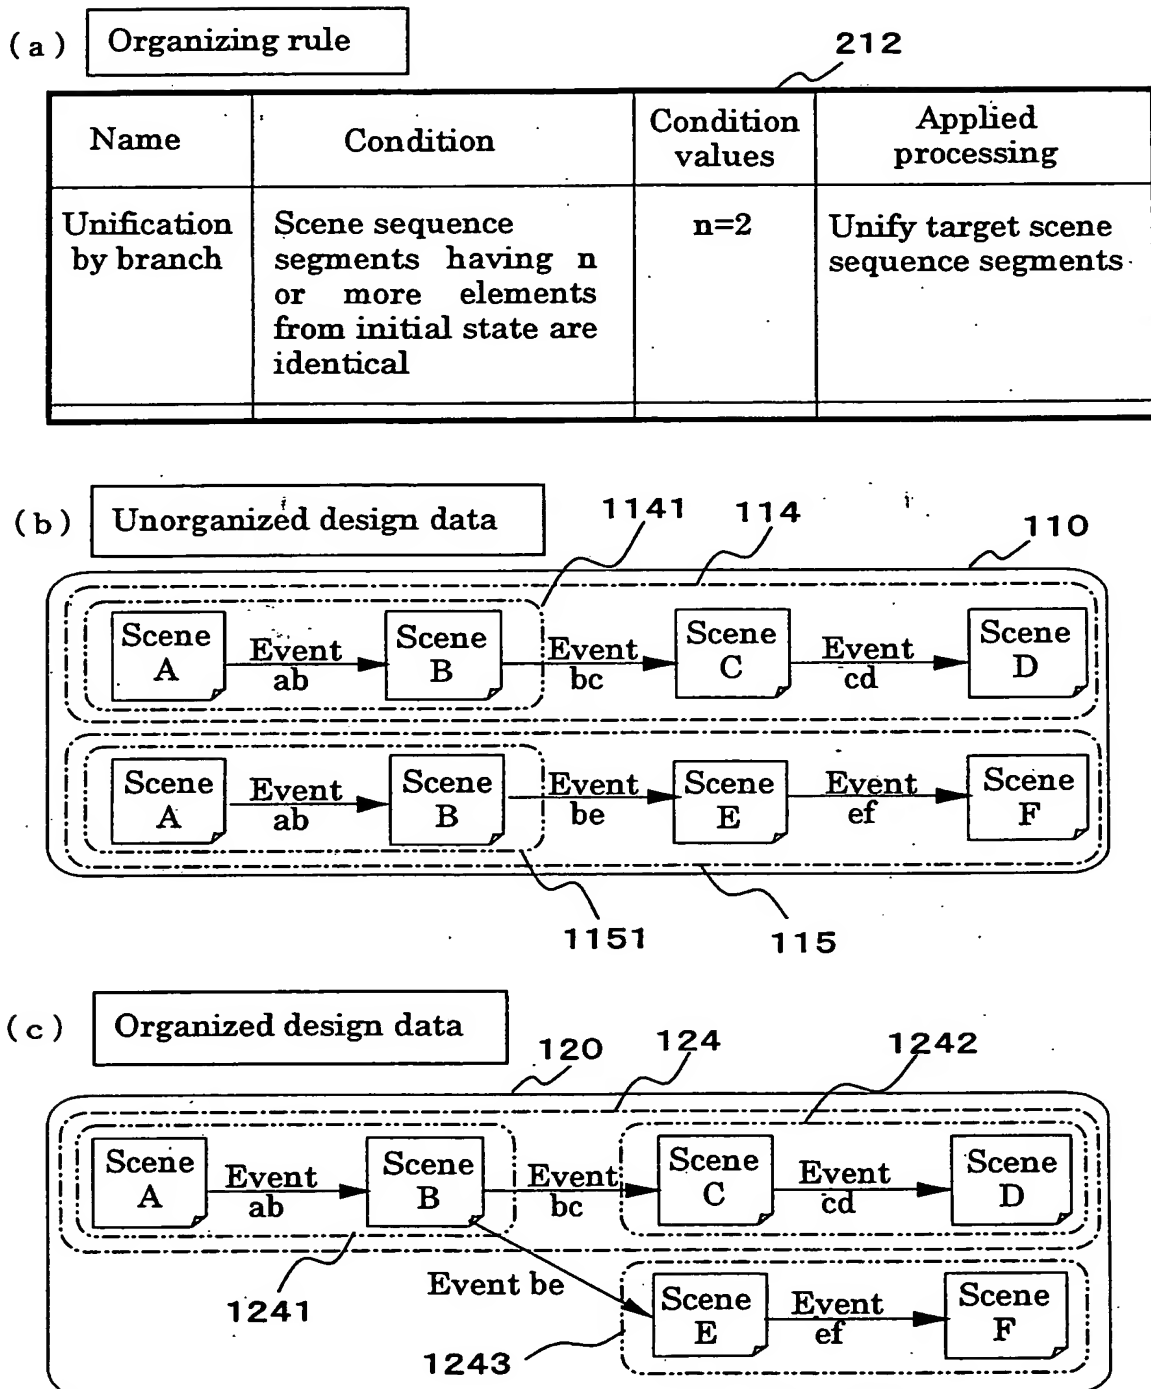 (a) Organizing rule
212
Name
Condition
Condition values
Applied processing
Unification by branch
Scene sequence
segments having n
or more elements
from initial state are
identical
n=2
Unify target scene
sequence segments
(b) Unorganized design data
1141
114
110
Scene A
Event ab
Scene B
Event bc
Scene C
Event cd
Scene D
Scene A
Event ab
Scene B
Event be
Scene E
Event ef
Scene F
1151
115
(c) Organized design data
120
124
1242
Scene A
Event ab
Scene B
Event bc
Scene C
Event cd
Scene D
1241
Event be
Scene E
Event ef
Scene F
1243